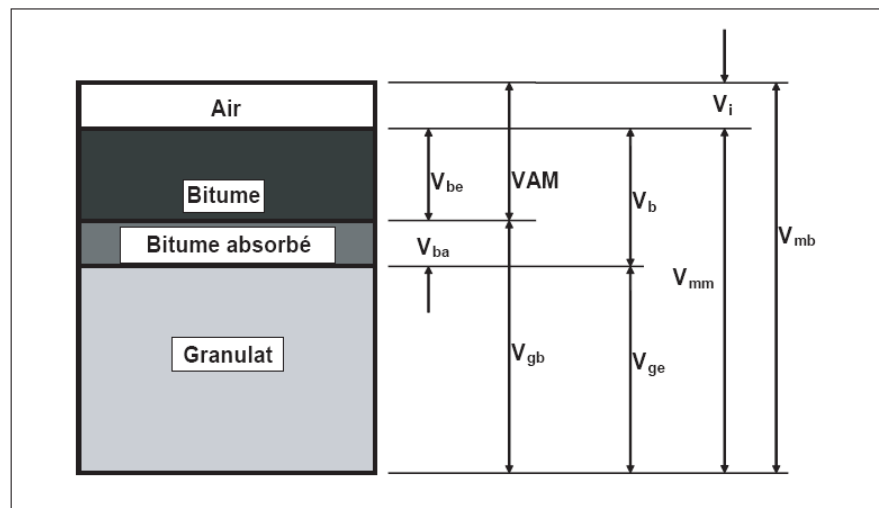 Air
Bitume
Bitume absorbé
Granulat
V_be
V_ba
VAM
V_gb
V_b
V_ge
V_i
V_mm
V_mb